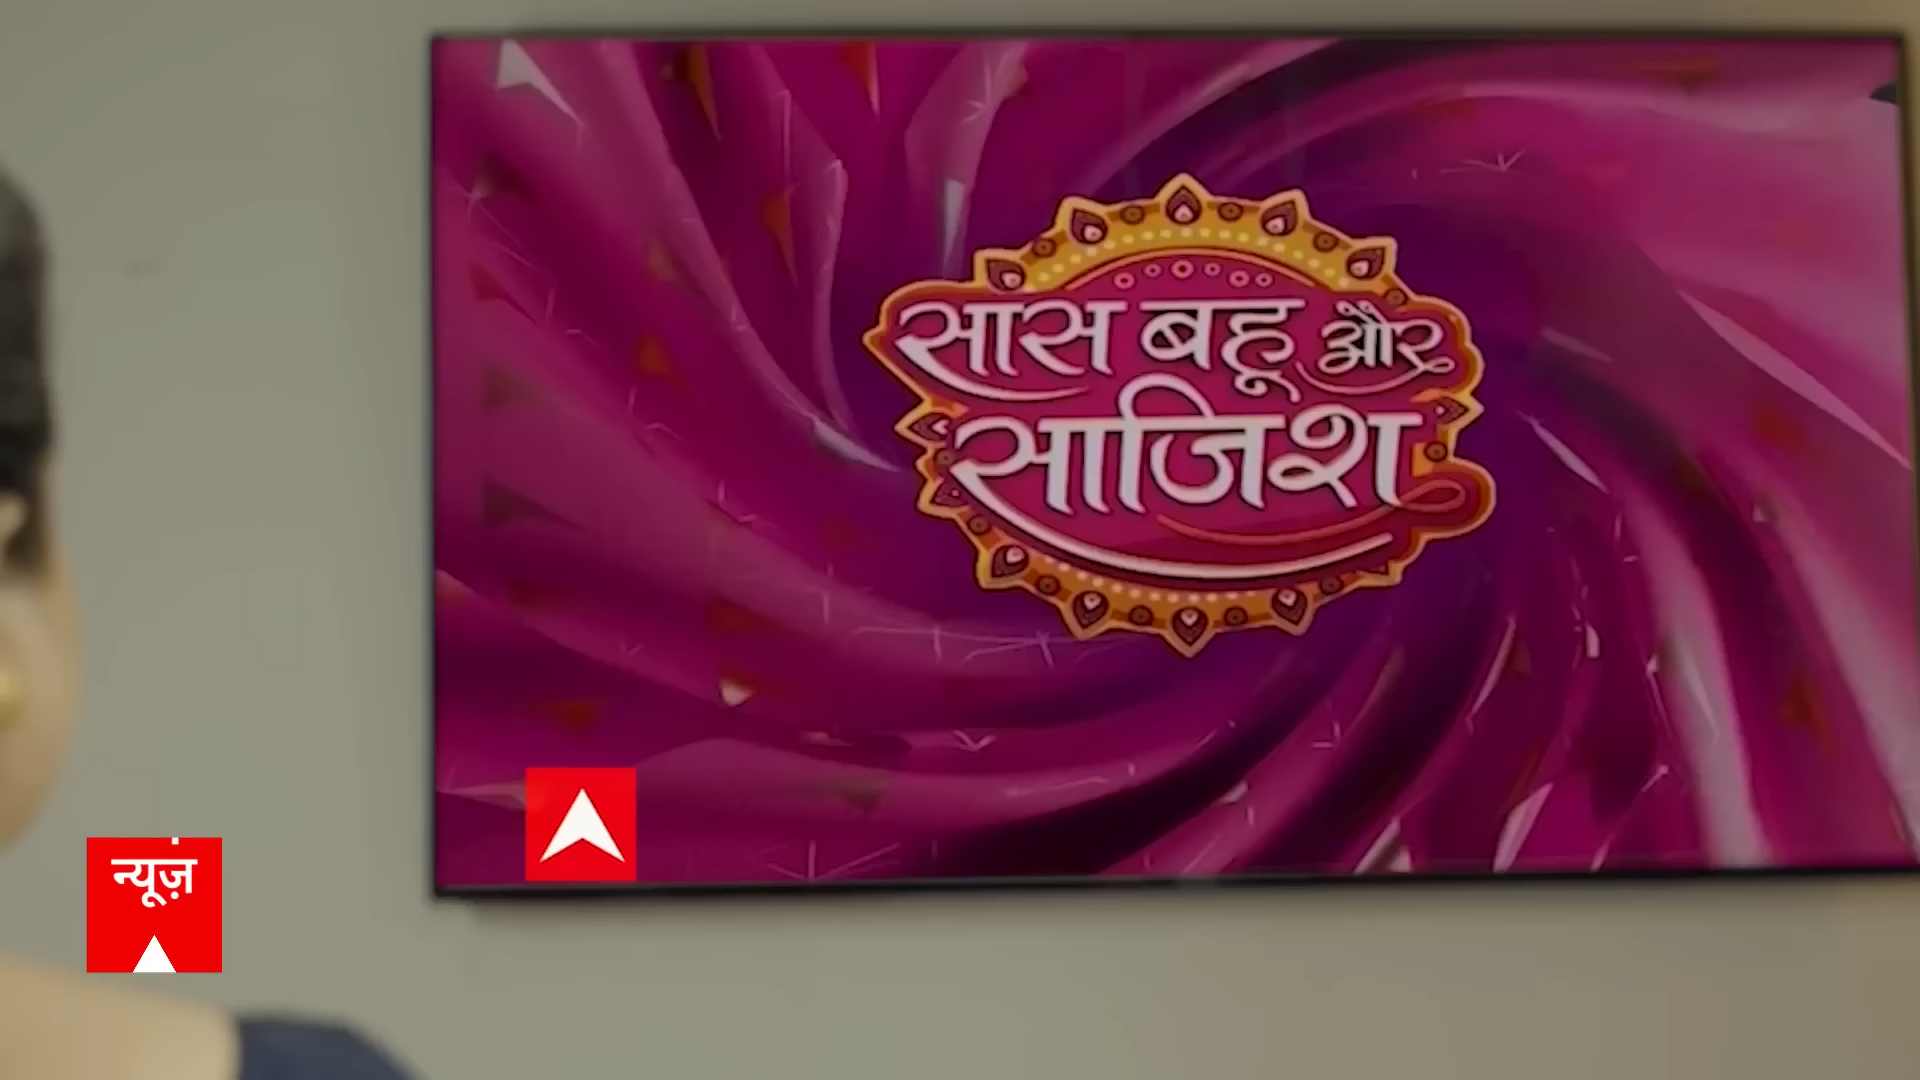 सास बहू और
साजिश
न्यूज़